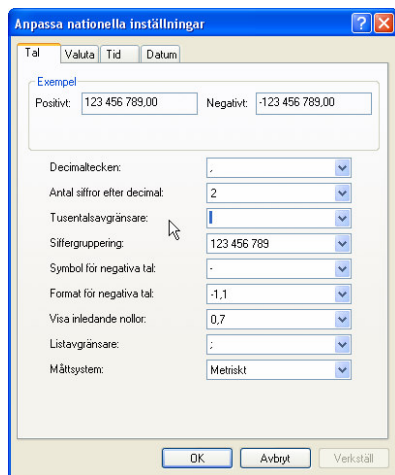 Anpassa nationella inställningar
Tal Valuta Tid Datum
Exempel
Positivt: 123 456 789,00 Negativt: -123 456 789,00
Decimaltecken: ,
Antal siffror efter decimal: 2
Tusentalsavgränsare:
Siffergruppering: 123 456 789
Symbol för negativa tal: -
Format för negativa tal: -1,1
Visa inledande nollor: 0,7
Listavgränsare: ;
Måttsystem: Metriskt
OK Avbryt Verkställ